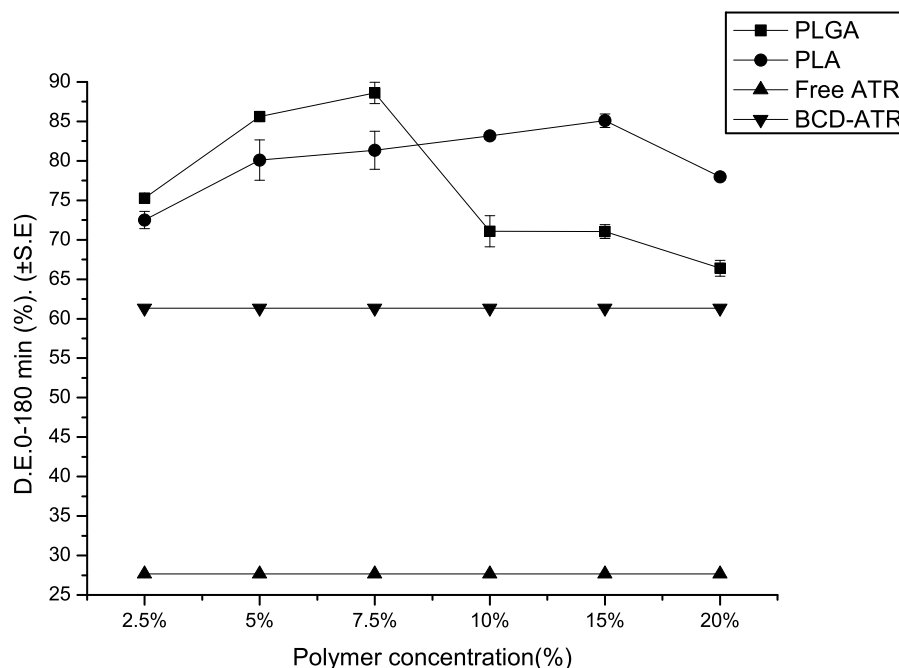 PLGA
PLA
Free ATR
BCD-ATR
D.E.0-180 min (%). (±S.E)
90
85
80
75
70
65
60
55
50
45
40
35
30
25
2.5% 5% 7.5% 10% 15% 20%
Polymer concentration(%)